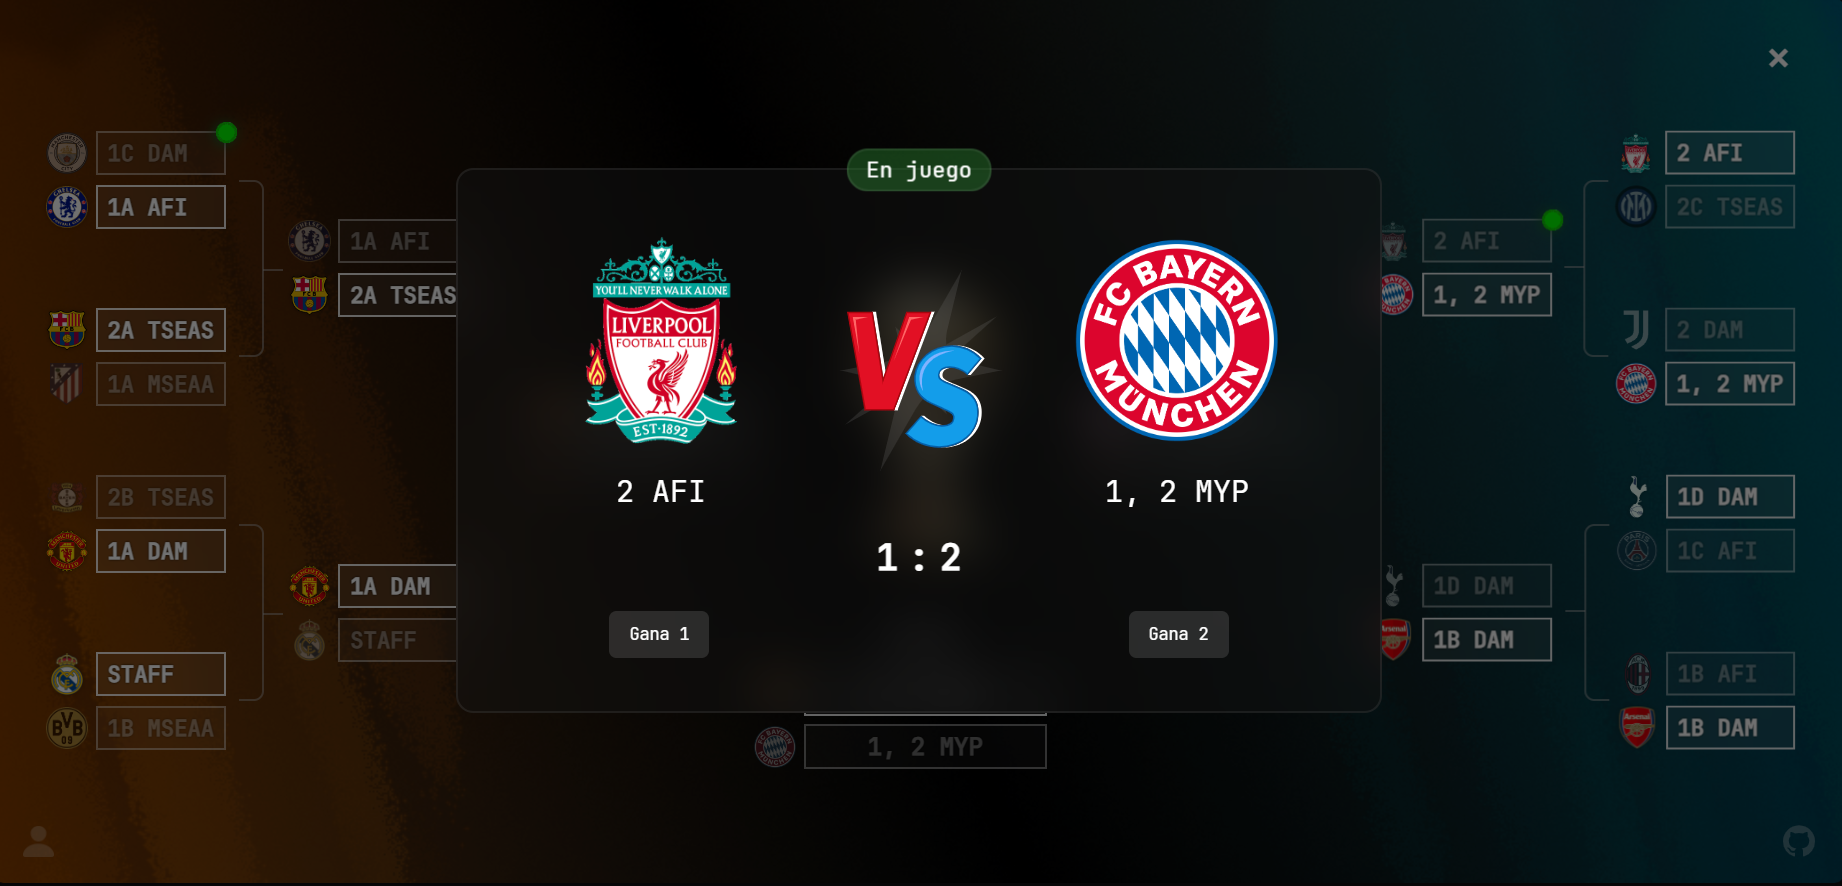 En juego
1C DAM
1A AFI
1A AFI
2A TSEAS
2A TSEAS
1A MSEAA
2B TSEAS
1A DAM
1A DAM
STAFF
STAFF
1B MSEAA
YOU'LL NEVER WALK ALONE
LIVERPOOL
FOOTBALL CLUB
EST·1892
VS
FC BAYERN
MÜNCHEN
2 AFI
1, 2 MYP
1 : 2
Gana 1
Gana 2
1, 2 MYP
2 AFI
2C TSEAS
2 AFI
1, 2 MYP
2 DAM
1, 2 MYP
1D DAM
1C AFI
1D DAM
1B DAM
1B AFI
1B DAM